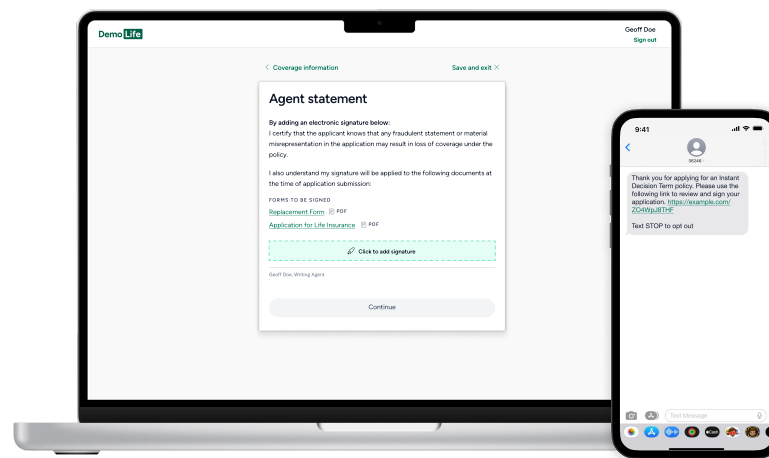 Demo Life
Geoff Doe
Sign out
Coverage information
Save and exit
Agent statement
By adding an electronic signature below:
I certify that the applicant knows that any fraudulent statement or material
misrepresentation in the application may result in loss of coverage under the
policy.
I also understand my signature will be applied to the following documents at
the time of application submission:
FORMS TO BE SIGNED
Replacement Form PDF
Application for Life Insurance PDF
Click to add signature
Geoff Doe, Writing Agent
Continue
9:41
36246
Thank you for applying for an Instant
Decision Term policy. Please use the
following link to review and sign your
application. https://example.com/
ZO4WpJ8THF
Text STOP to opt out
Text Message
Cash